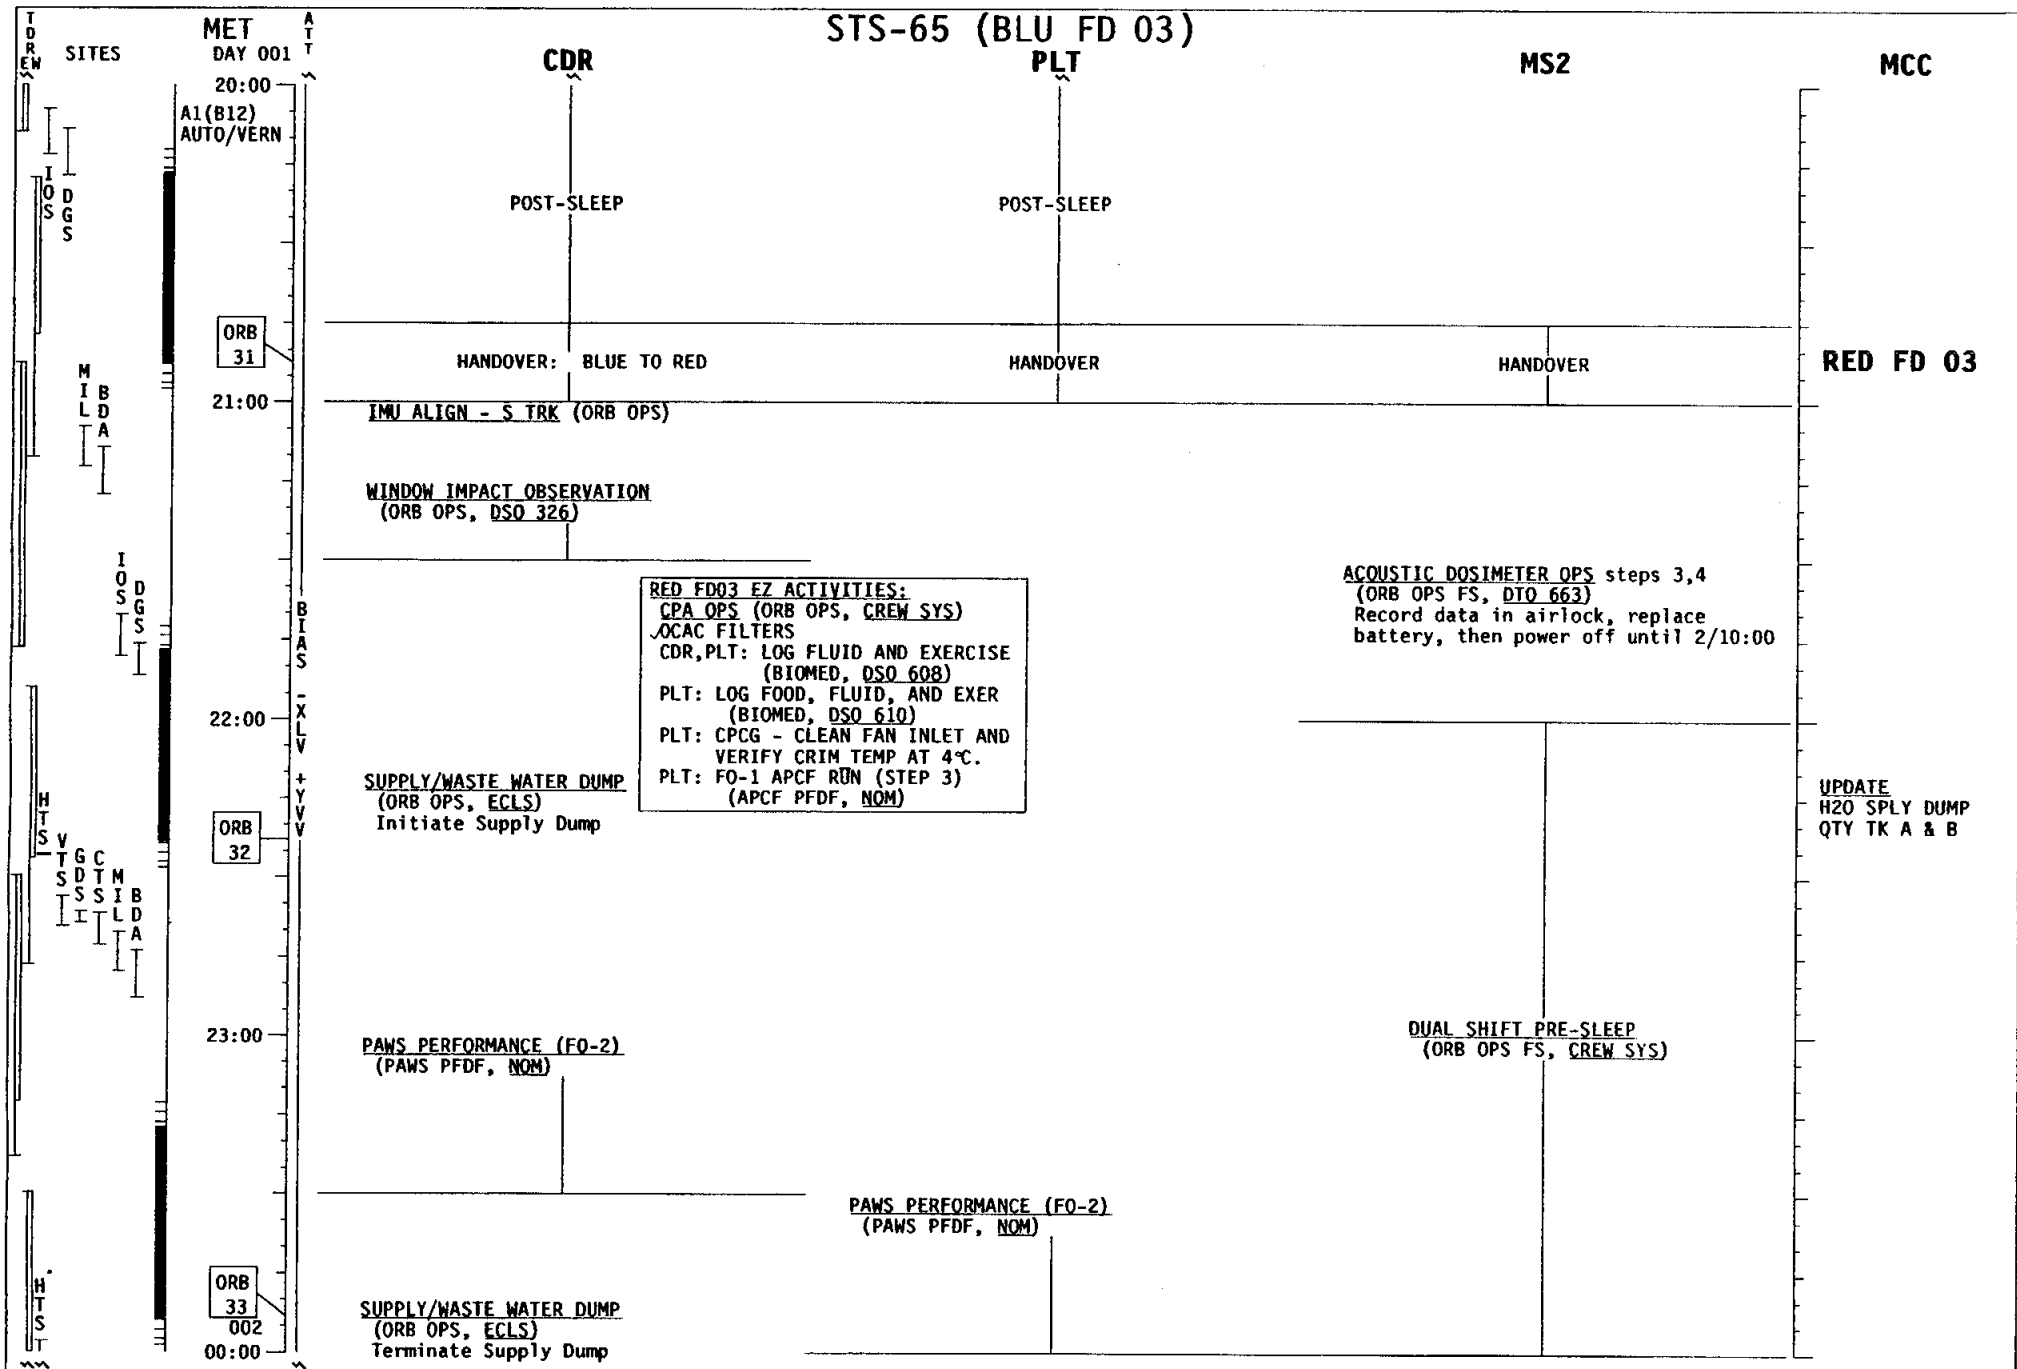 STS-65 (BLU FD 03)
TDRE W
SITES
MET
DAY 001
ATT
CDR
PLT
MS2
MCC
20:00
A1(B12)
AUTO/VERN
IOS
DGS
POST-SLEEP
POST-SLEEP
ORB
31
HANDOVER: BLUE TO RED
HANDOVER
HANDOVER
RED FD 03
MIL
BDA
21:00
IMU ALIGN - S TRK (ORB OPS)
WINDOW IMPACT OBSERVATION
(ORB OPS, DSO 326)
IOS
DGS
BIAS -XLV +YVV
RED FD03 EZ ACTIVITIES:
CPA OPS (ORB OPS, CREW SYS)
√OCAC FILTERS
CDR,PLT: LOG FLUID AND EXERCISE
(BIOMED, DSO 608)
PLT: LOG FOOD, FLUID, AND EXER
(BIOMED, DSO 610)
PLT: CPCG - CLEAN FAN INLET AND
VERIFY CRIM TEMP AT 4°C.
PLT: FO-1 APCF RUN (STEP 3)
(APCF PFDF, NOM)
ACOUSTIC DOSIMETER OPS steps 3,4
(ORB OPS FS, DTO 663)
Record data in airlock, replace
battery, then power off until 2/10:00
22:00
SUPPLY/WASTE WATER DUMP
(ORB OPS, ECLS)
Initiate Supply Dump
UPDATE
H2O SPLY DUMP
QTY TK A & B
HTS
ORB
32
VTS
GDS
CTS
MIL
BDA
23:00
PAWS PERFORMANCE (FO-2)
(PAWS PFDF, NOM)
DUAL SHIFT PRE-SLEEP
(ORB OPS FS, CREW SYS)
PAWS PERFORMANCE (FO-2)
(PAWS PFDF, NOM)
HTS
ORB
33
002
00:00
SUPPLY/WASTE WATER DUMP
(ORB OPS, ECLS)
Terminate Supply Dump